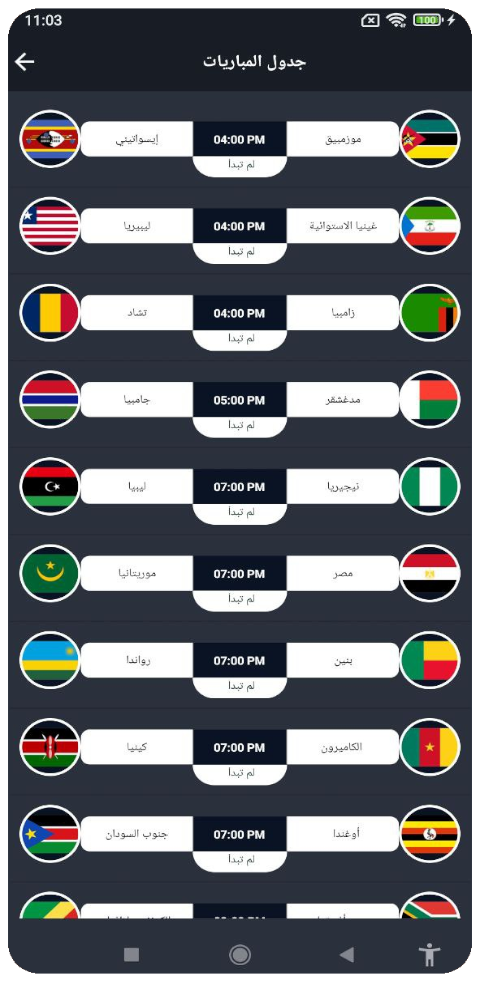 11:03
100
جدول المباريات
موزمبيق 04:00 PM إيسواتيني
لم تبدأ
غينيا الاستوائية 04:00 PM ليبيريا
لم تبدأ
زامبيا 04:00 PM تشاد
لم تبدأ
مدغشقر 05:00 PM جامبيا
لم تبدأ
نيجيريا 07:00 PM ليبيا
لم تبدأ
مصر 07:00 PM موريتانيا
لم تبدأ
بنين 07:00 PM رواندا
لم تبدأ
الكاميرون 07:00 PM كينيا
لم تبدأ
أوغندا 07:00 PM جنوب السودان
لم تبدأ